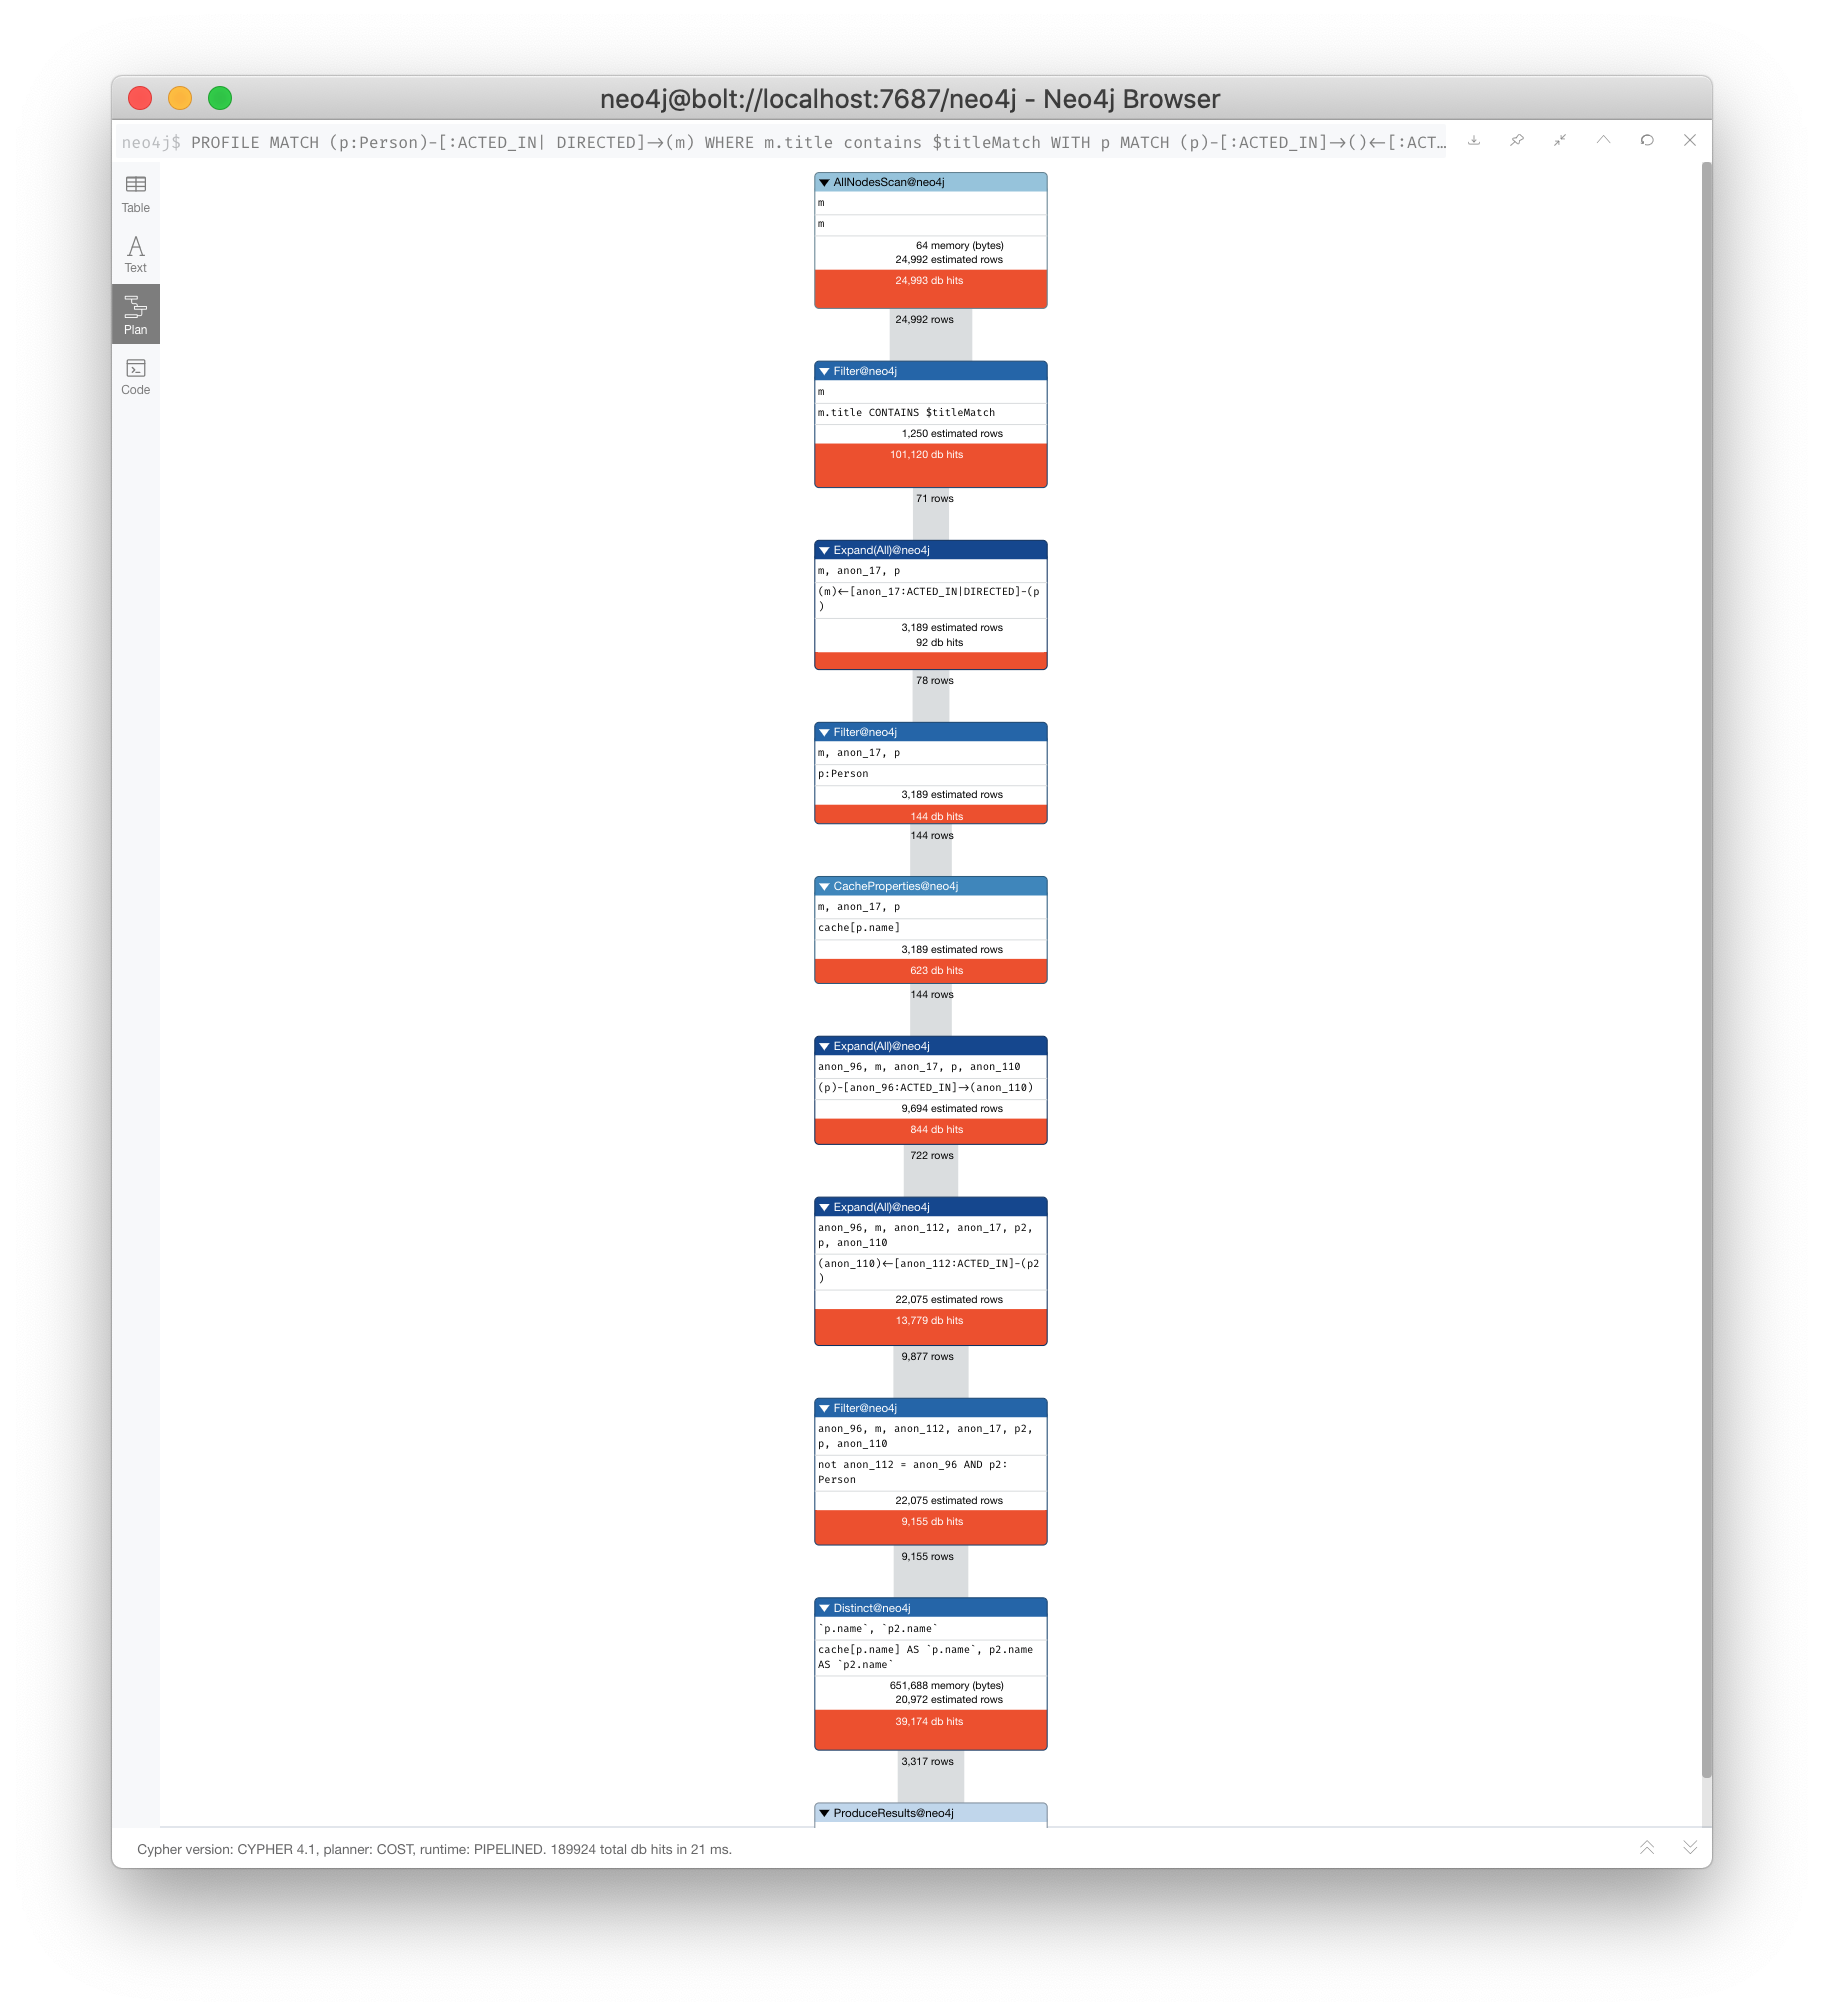 neo4j@bolt://localhost:7687/neo4j - Neo4j Browser
neo4j$ PROFILE MATCH (p:Person)-[:ACTED_IN| DIRECTED]->(m) WHERE m.title contains $titleMatch WITH p MATCH (p)-[:ACTED_IN]->()<-[:ACT…
Table
Text
Plan
Code
AllNodesScan@neo4j
m
m
64 memory (bytes)
24,992 estimated rows
24,993 db hits
24,992 rows
Filter@neo4j
m
m.title CONTAINS $titleMatch
1,250 estimated rows
101,120 db hits
71 rows
Expand(All)@neo4j
m, anon_17, p
(m)<-[anon_17:ACTED_IN|DIRECTED]-(p
)
3,189 estimated rows
92 db hits
78 rows
Filter@neo4j
m, anon_17, p
p:Person
3,189 estimated rows
144 db hits
144 rows
CacheProperties@neo4j
m, anon_17, p
cache[p.name]
3,189 estimated rows
623 db hits
144 rows
Expand(All)@neo4j
anon_96, m, anon_17, p, anon_110
(p)-[anon_96:ACTED_IN]->(anon_110)
9,694 estimated rows
844 db hits
722 rows
Expand(All)@neo4j
anon_96, m, anon_112, anon_17, p2,
p, anon_110
(anon_110)<-[anon_112:ACTED_IN]-(p2
)
22,075 estimated rows
13,779 db hits
9,877 rows
Filter@neo4j
anon_96, m, anon_112, anon_17, p2,
p, anon_110
not anon_112 = anon_96 AND p2:
Person
22,075 estimated rows
9,155 db hits
9,155 rows
Distinct@neo4j
`p.name`, `p2.name`
cache[p.name] AS `p.name`, p2.name
AS `p2.name`
651,688 memory (bytes)
20,972 estimated rows
39,174 db hits
3,317 rows
ProduceResults@neo4j
Cypher version: CYPHER 4.1, planner: COST, runtime: PIPELINED. 189924 total db hits in 21 ms.